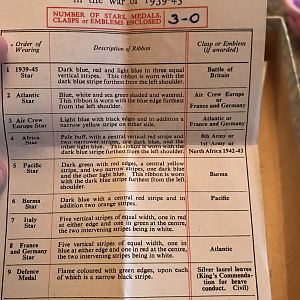 in the war of 1939-45
NUMBER OF STARS, MEDALS,
CLASPS or EMBLEMS ENCLOSED
3-0
Order of
Wearing
Description of Ribbon
Clasp or Emblem
(if awarded)
1 1939-45
Star
Dark blue, red and light blue in three equal
vertical stripes. This ribbon is worn with the
dark blue stripe furthest from the left shoulder.
Battle of
Britain
2 Atlantic
Star
Blue, white and sea green shaded and watered.
This ribbon is worn with the blue edge furthest
from the left shoulder.
Air Crew Europe
or
France and Germany
3 Air Crew
Europe Star
Light blue with black edges and in addition a
narrow yellow stripe on either side.
Atlantic or
France and Germany
4 Africa
Star
Pale buff, with a central vertical red stripe and
two narrower stripes, one dark blue, and the
other light blue. This ribbon is worn with the
dark blue stripe furthest from the left shoulder.
8th Army or
1st Army or
North Africa 1942-43
5 Pacific
Star
Dark green with red edges, a central yellow
stripe, and two narrow stripes, one dark blue
and the other light blue. This ribbon is worn with
the dark blue stripe furthest from the left
shoulder.
Burma
6 Burma
Star
Dark blue with a central red stripe and in
addition two orange stripes.
Pacific
7 Italy
Star
Five vertical stripes of equal width, one in red
at either edge and one in green at the centre,
the two intervening stripes being in white.
8 France
and Germany
Star
Five vertical stripes of equal width, one in
blue at either edge and one in red at the centre,
the two intervening stripes being in white.
Atlantic
9 Defence
Medal
Flame coloured with green edges, upon each
of which is a narrow black stripe.
Silver laurel leaves
(King's Commenda-
tion for brave
conduct. Civil)